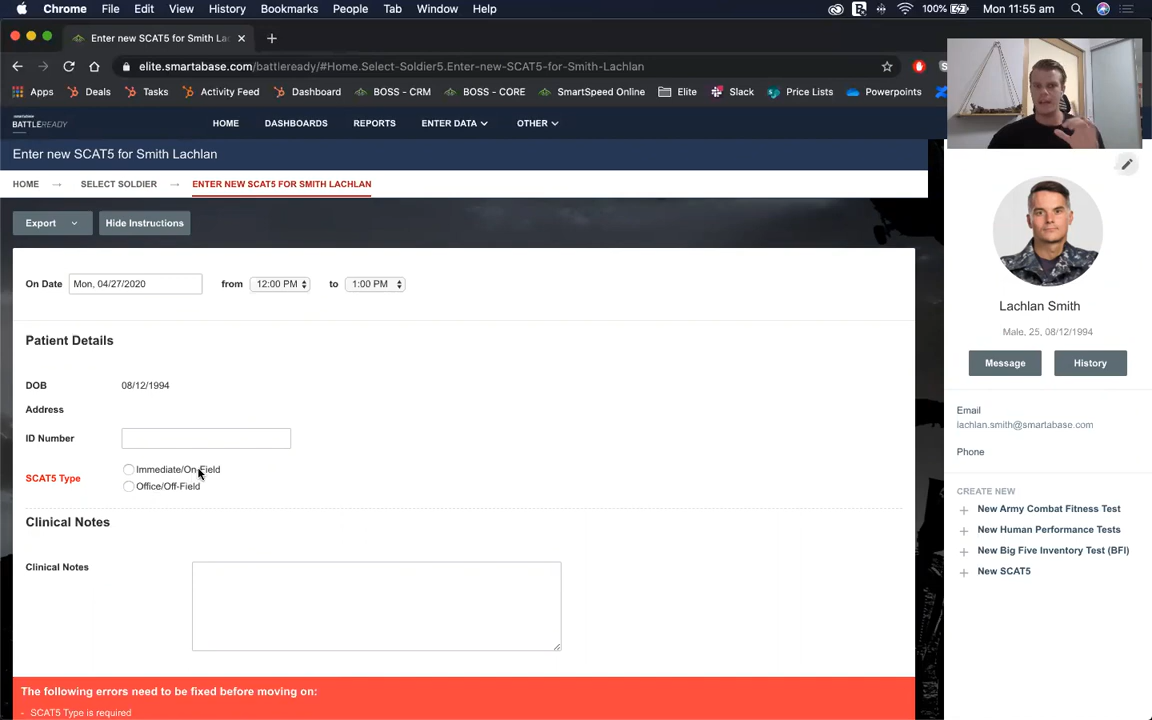 Chrome File Edit View History Bookmarks People Tab Window Help 100% Mon 11:55 am
Enter new SCAT5 for Smith La
elite.smartabase.com/battleready/#Home.Select-Soldier5.Enter-new-SCAT5-for-Smith-Lachlan
Apps Deals Tasks Activity Feed Dashboard BOSS - CRM BOSS - CORE SmartSpeed Online Elite Slack Price Lists Powerpoints
BATTLEREADY HOME DASHBOARDS REPORTS ENTER DATA OTHER
Enter new SCAT5 for Smith Lachlan
HOME → SELECT SOLDIER → ENTER NEW SCAT5 FOR SMITH LACHLAN
Export Hide Instructions
On Date Mon, 04/27/2020 from 12:00 PM to 1:00 PM
Patient Details
DOB 08/12/1994
Address
ID Number
SCAT5 Type
Immediate/On-Field
Office/Off-Field
Clinical Notes
Clinical Notes
The following errors need to be fixed before moving on:
- SCAT5 Type is required
Lachlan Smith
Male, 25, 08/12/1994
Message History
Email
lachlan.smith@smartabase.com
Phone
CREATE NEW
+ New Army Combat Fitness Test
+ New Human Performance Tests
+ New Big Five Inventory Test (BFI)
+ New SCAT5